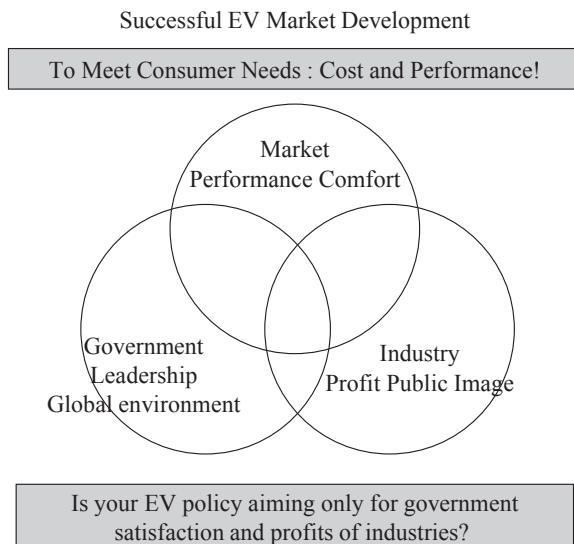 Successful EV Market Development
To Meet Consumer Needs : Cost and Performance!
Market
Performance Comfort
Government
Leadership
Global environment
Industry
Profit Public Image
Is your EV policy aiming only for government
satisfaction and profits of industries?